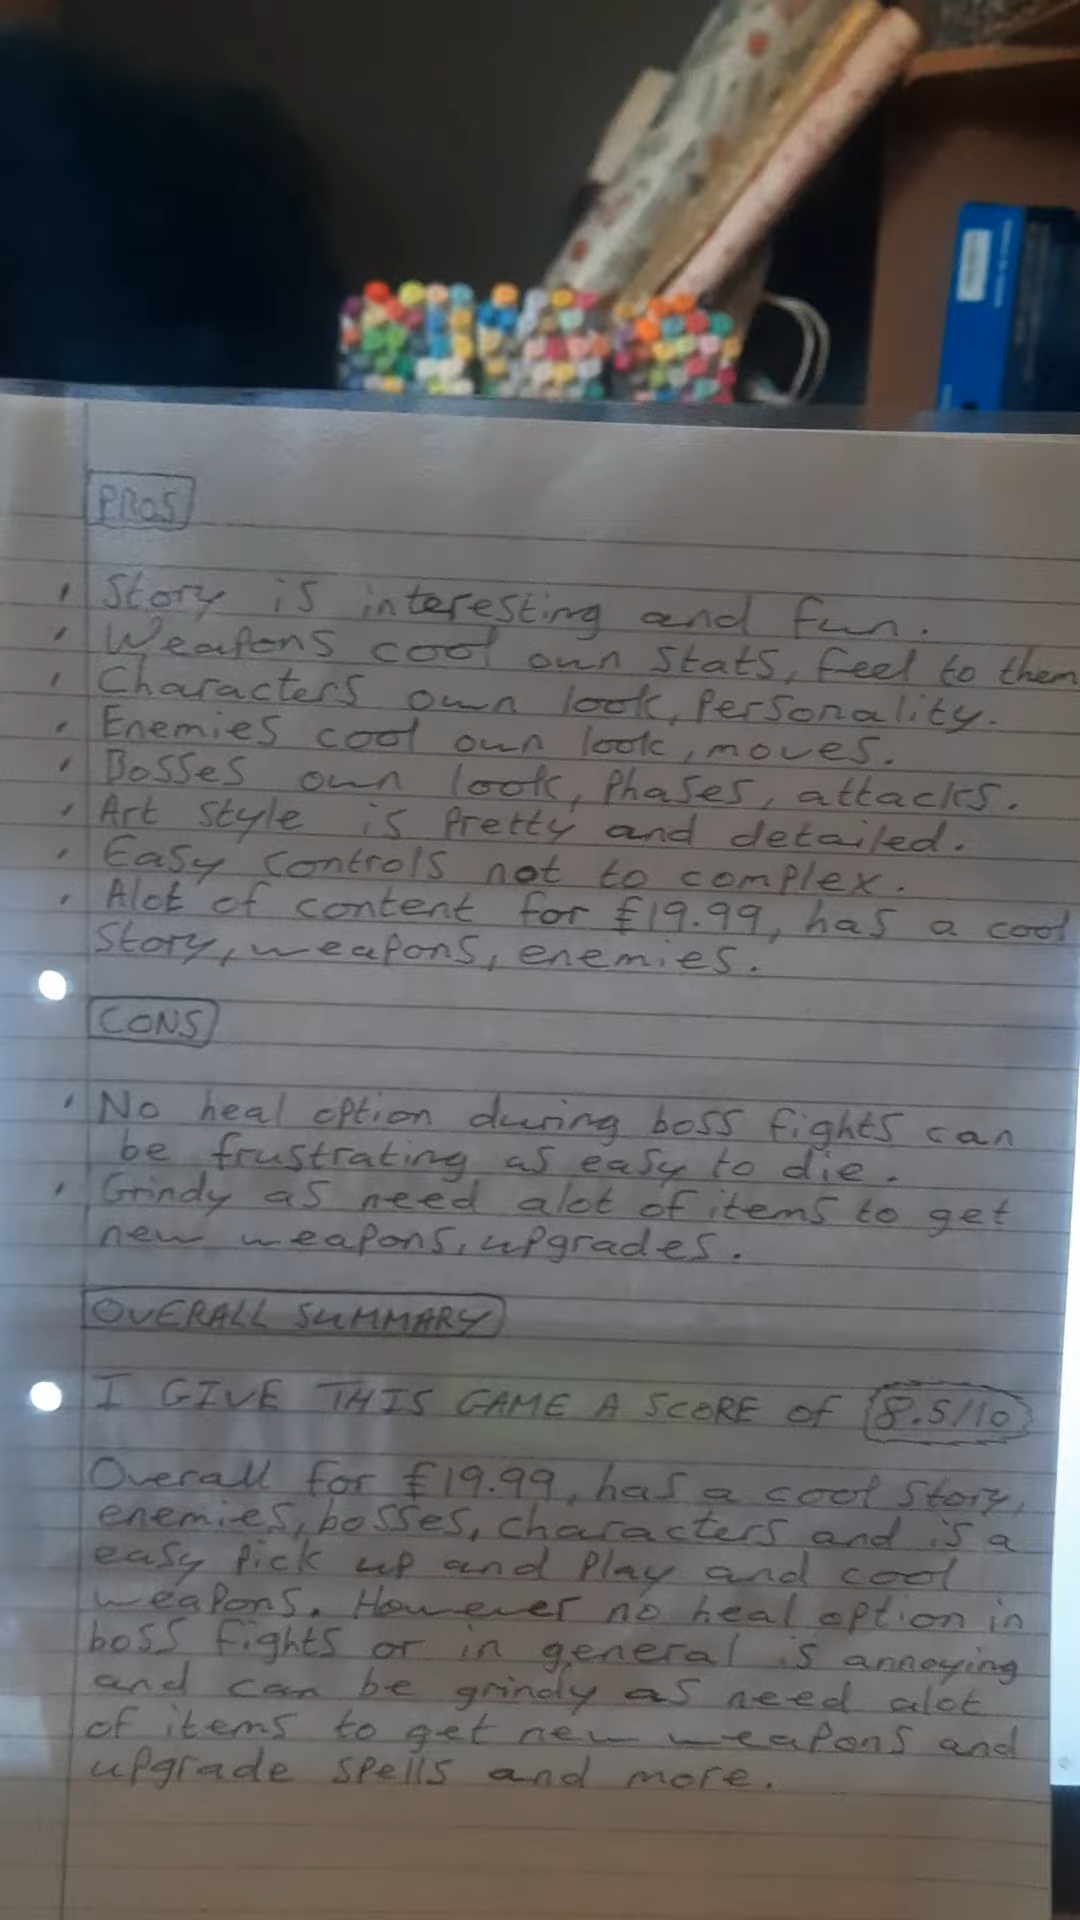 PROS
• Story is interesting and fun.
• Weapons cool own stats, feel to them
• Characters own look, Personality.
• Enemies cool own look, moves.
• Bosses own look, Phases, attacks.
• Art style is Pretty and detailed.
• Easy controls not to complex.
• Alot of content for £19.99, has a cool
story, weapons, enemies.
CONS
• No heal option during boss fights can
be frustrating as easy to die.
• Grindy as need alot of items to get
new weapons, upgrades.
OVERALL SUMMARY
I GIVE THIS GAME A SCORE OF 8.5/10
Overall for £19.99, has a cool story,
enemies, bosses, characters and is a
easy Pick up and Play and cool
weapons. However no heal option in
boss fights or in general is annoying
and can be grindy as need alot
of items to get new weapons and
upgrade spells and more.